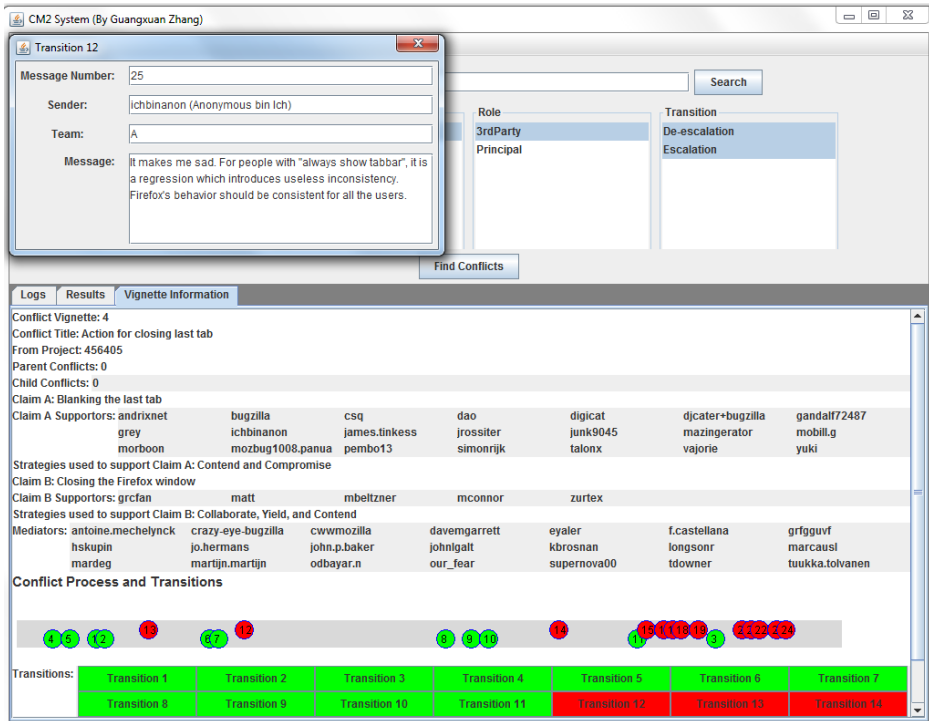 CM2 System (By Guangxuan Zhang)
Transition 12
Message Number: 25
Sender: ichbinanon (Anonymous bin Ich)
Team: A
Message: It makes me sad. For people with "always show tabbar", it is
a regression which introduces useless inconsistency.
Firefox's behavior should be consistent for all the users.
Search
Role Transition
3rdParty De-escalation
Principal Escalation
Find Conflicts
Logs Results Vignette Information
Conflict Vignette: 4
Conflict Title: Action for closing last tab
From Project: 456405
Parent Conflicts: 0
Child Conflicts: 0
Claim A: Blanking the last tab
Claim A Supportors: andrixnet bugzilla csq dao digicat djcater+bugzilla gandalf72487
grey ichbinanon james.tinkess jrossiter junk9045 mazingerator mobill.g
morboon mozbug1008.panua pembo13 simonrijk talonx vajorie yuki
Strategies used to support Claim A: Contend and Compromise
Claim B: Closing the Firefox window
Claim B Supportors: grcfan matt mbeltzner mconnor zurtex
Strategies used to support Claim B: Collaborate, Yield, and Contend
Mediators: antoine.mechelynck crazy-eye-bugzilla cwwmozilla davemgarrett eyaler f.castellana grfgguvf
hskupin jo.hermans john.p.baker johnlgalt kbrosnan longsonr marcausl
mardeg martijn.martijn odbayar.n our_fear supernova00 tdowner tuukka.tolvanen
Conflict Process and Transitions
13 12 14 18 19 22 24
4 5 2 6 7 8 9 10 3
Transitions: Transition 1 Transition 2 Transition 3 Transition 4 Transition 5 Transition 6 Transition 7
Transition 8 Transition 9 Transition 10 Transition 11 Transition 12 Transition 13 Transition 14